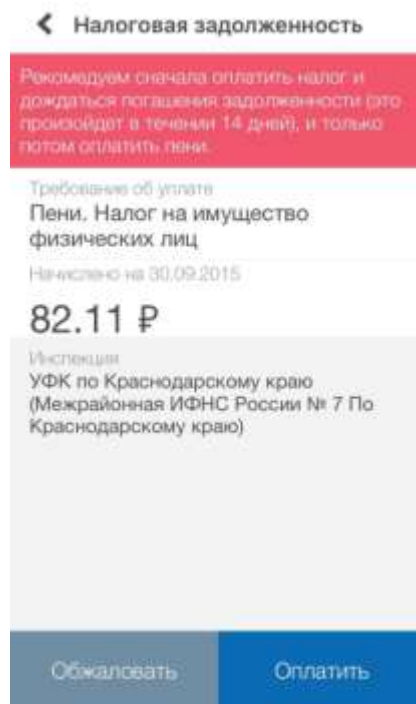 Налоговая задолженность
Рекомедуем сначала оплатить налог и
дождаться погашения задолженности (это
произойдет в течении 14 дней), и только
потом оплатить пени.
Требование об уплате
Пени. Налог на имущество
физических лиц
Начислено на 30.09.2015
82.11 ₽
Инспекция
УФК по Краснодарскому краю
(Межрайонная ИФНС России № 7 По
Краснодарскому краю)
Обжаловать
Оплатить